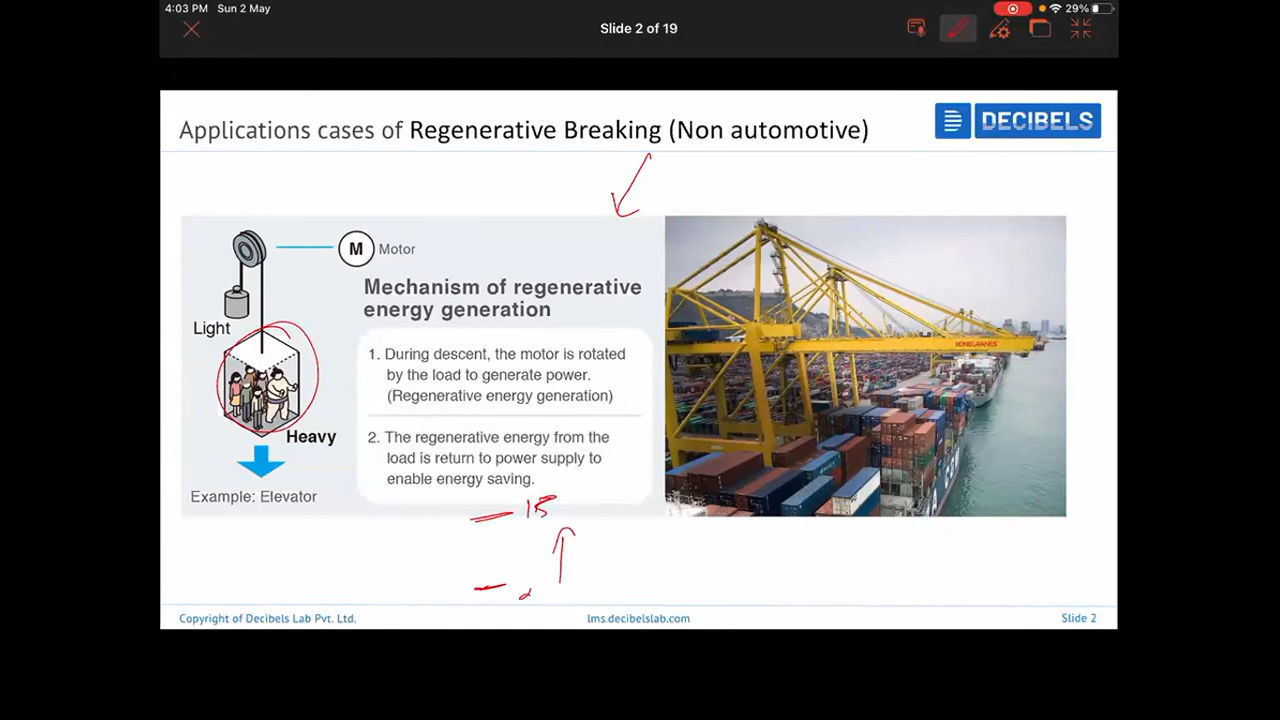 4:03 PM Sun 2 May
29%
Slide 2 of 19
Applications cases of Regenerative Breaking (Non automotive)
DECIBELS
M Motor
Mechanism of regenerative
energy generation
Light
1. During descent, the motor is rotated
by the load to generate power.
(Regenerative energy generation)
Heavy
2. The regenerative energy from the
load is return to power supply to
enable energy saving.
Example: Elevator
KONECRANES
15
Copyright of Decibels Lab Pvt. Ltd.
lms.decibelslab.com
Slide 2